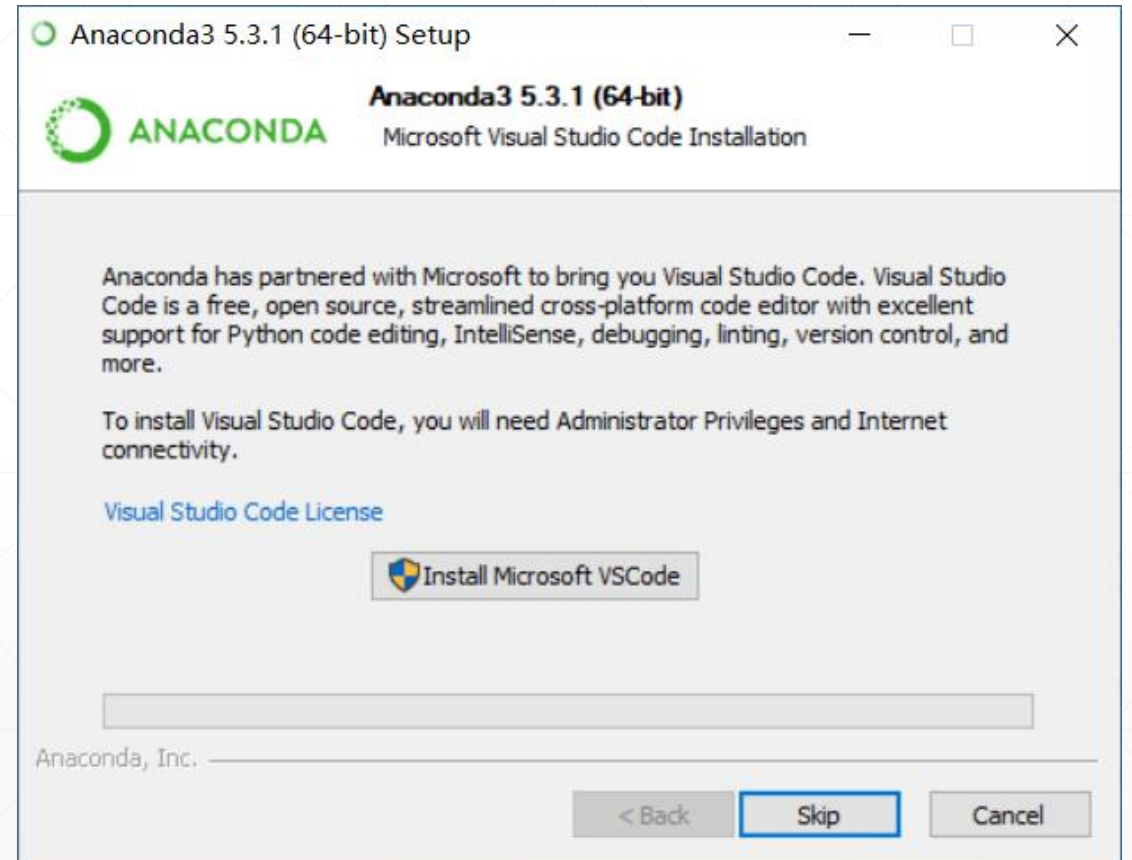 Anaconda3 5.3.1 (64-bit) Setup
ANACONDA
Anaconda3 5.3.1 (64-bit)
Microsoft Visual Studio Code Installation
Anaconda has partnered with Microsoft to bring you Visual Studio Code. Visual Studio
Code is a free, open source, streamlined cross-platform code editor with excellent
support for Python code editing, IntelliSense, debugging, linting, version control, and
more.
To install Visual Studio Code, you will need Administrator Privileges and Internet
connectivity.
Visual Studio Code License
Install Microsoft VSCode
Anaconda, Inc.
< Back
Skip
Cancel